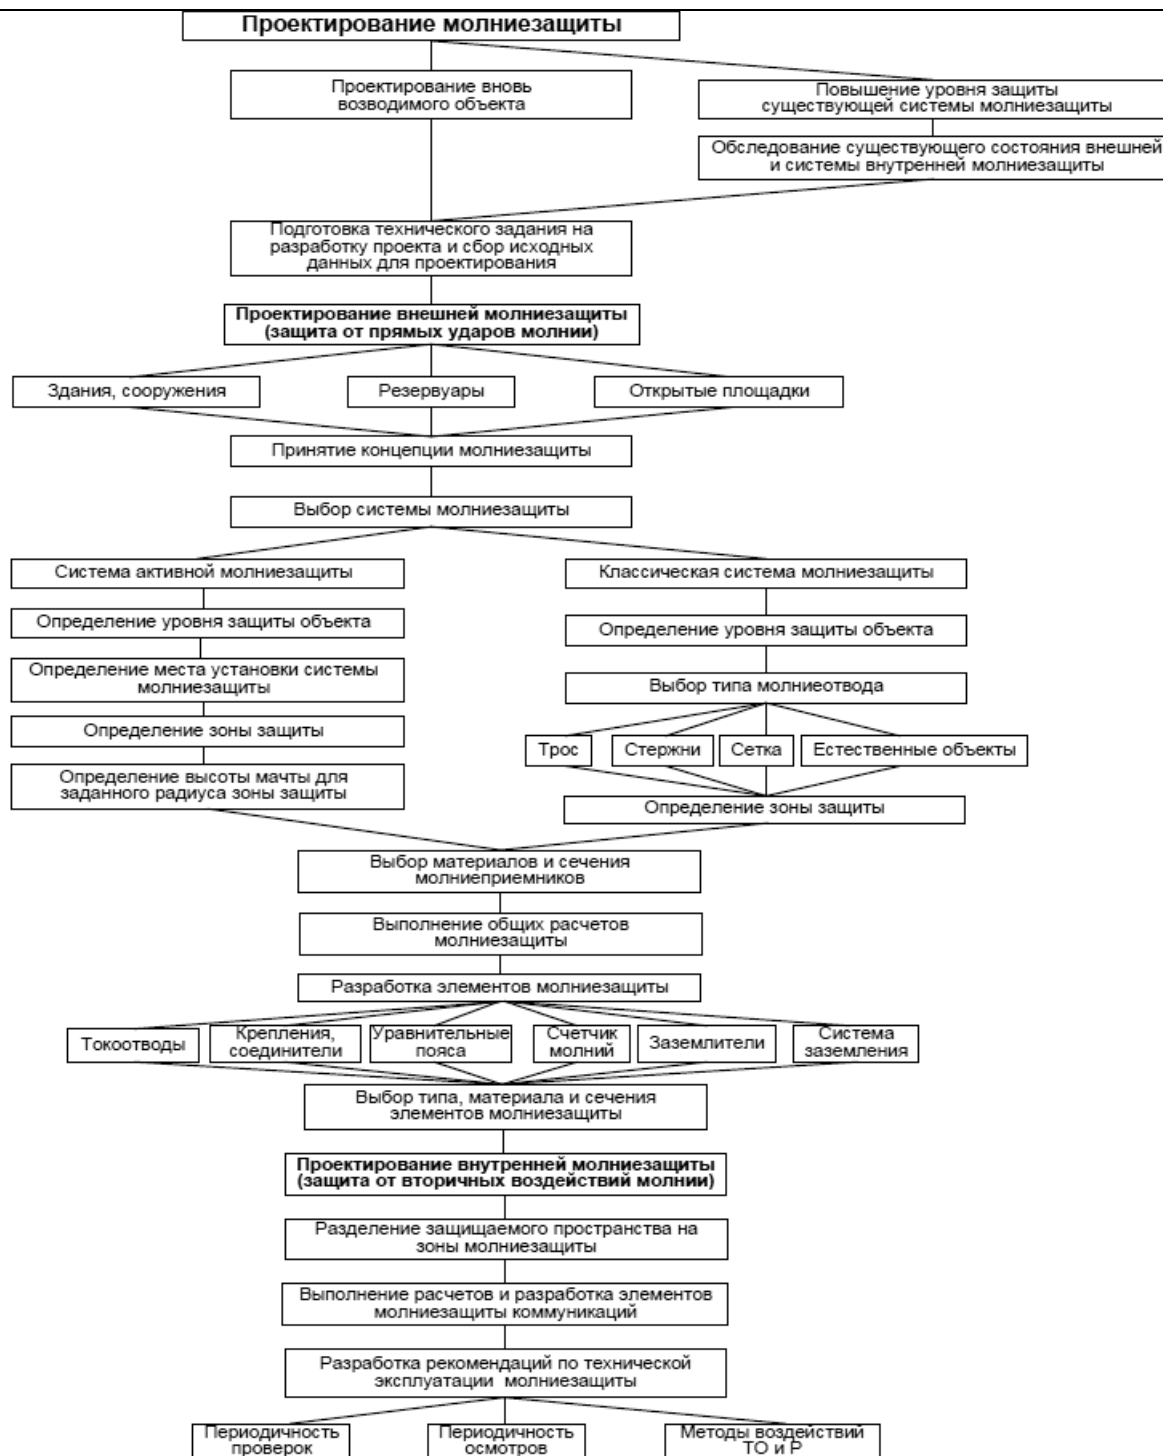 Проектирование молниезащиты
Проектирование вновь
возводимого объекта
Повышение уровня защиты
существующей системы молниезащиты
Обследование существующего состояния внешней
и системы внутренней молниезащиты
Подготовка технического задания на
разработку проекта и сбор исходных
данных для проектирования
Проектирование внешней молниезащиты
(защита от прямых ударов молнии)
Здания, сооружения
Резервуары
Открытые площадки
Принятие концепции молниезащиты
Выбор системы молниезащиты
Система активной молниезащиты
Определение уровня защиты объекта
Определение места установки системы
молниезащиты
Определение зоны защиты
Определение высоты мачты для
заданного радиуса зоны защиты
Классическая система молниезащиты
Определение уровня защиты объекта
Выбор типа молниеотвода
Трос
Стержни
Сетка
Естественные объекты
Определение зоны защиты
Выбор материалов и сечения
молниеприемников
Выполнение общих расчетов
молниезащиты
Разработка элементов молниезащиты
Токоотводы
Крепления,
соединители
Уравнительные
пояса
Счетчик
молний
Заземлители
Система
заземления
Выбор типа, материала и сечения
элементов молниезащиты
Проектирование внутренней молниезащиты
(защита от вторичных воздействий молнии)
Разделение защищаемого пространства на
зоны молниезащиты
Выполнение расчетов и разработка элементов
молниезащиты коммуникаций
Разработка рекомендаций по технической
эксплуатации молниезащиты
Периодичность
проверок
Периодичность
осмотров
Методы воздействий
ТО и Р